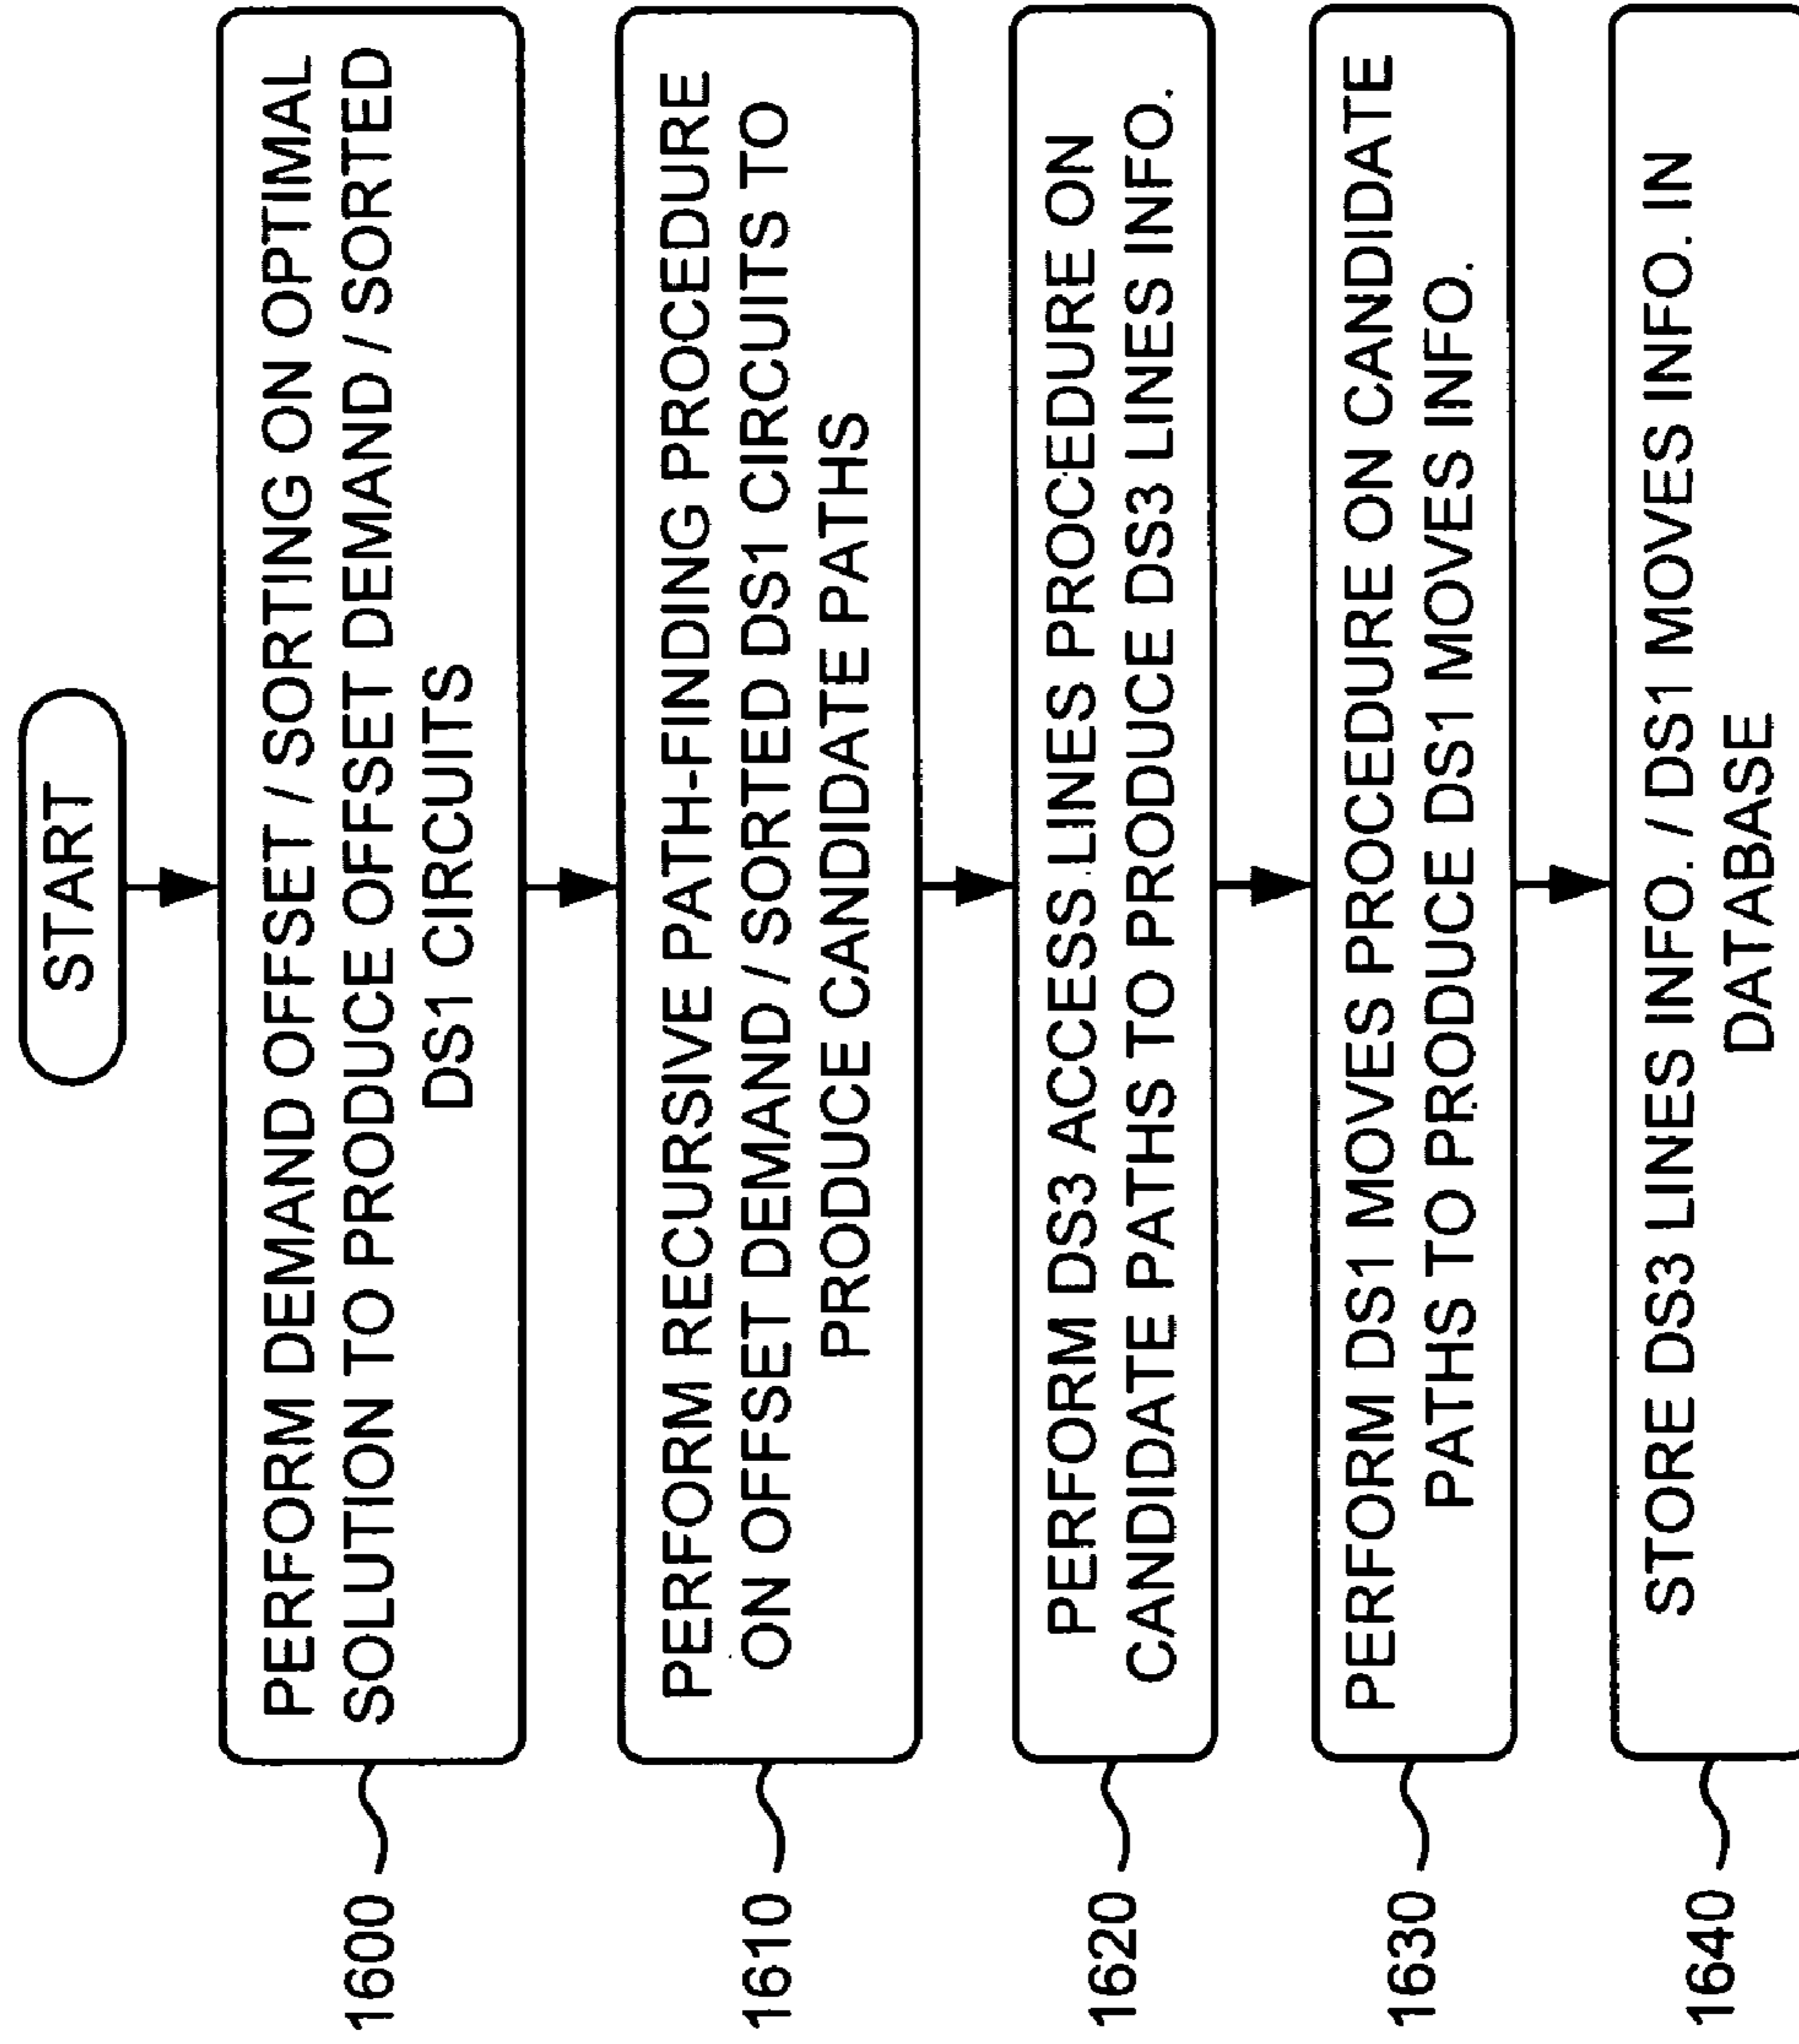 START
1600
PERFORM DEMAND OFFSET / SORTING ON OPTIMAL
SOLUTION TO PRODUCE OFFSET DEMAND / SORTED
DS1 CIRCUITS
1610
PERFORM RECURSIVE PATH-FINDING PROCEDURE
ON OFFSET DEMAND / SORTED DS1 CIRCUITS TO
PRODUCE CANDIDATE PATHS
1620
PERFORM DS3 ACCESS LINES PROCEDURE ON
CANDIDATE PATHS TO PRODUCE DS3 LINES INFO.
1630
PERFORM DS1 MOVES PROCEDURE ON CANDIDATE
PATHS TO PRODUCE DS1 MOVES INFO.
1640
STORE DS3 LINES INFO. / DS1 MOVES INFO. IN
DATABASE